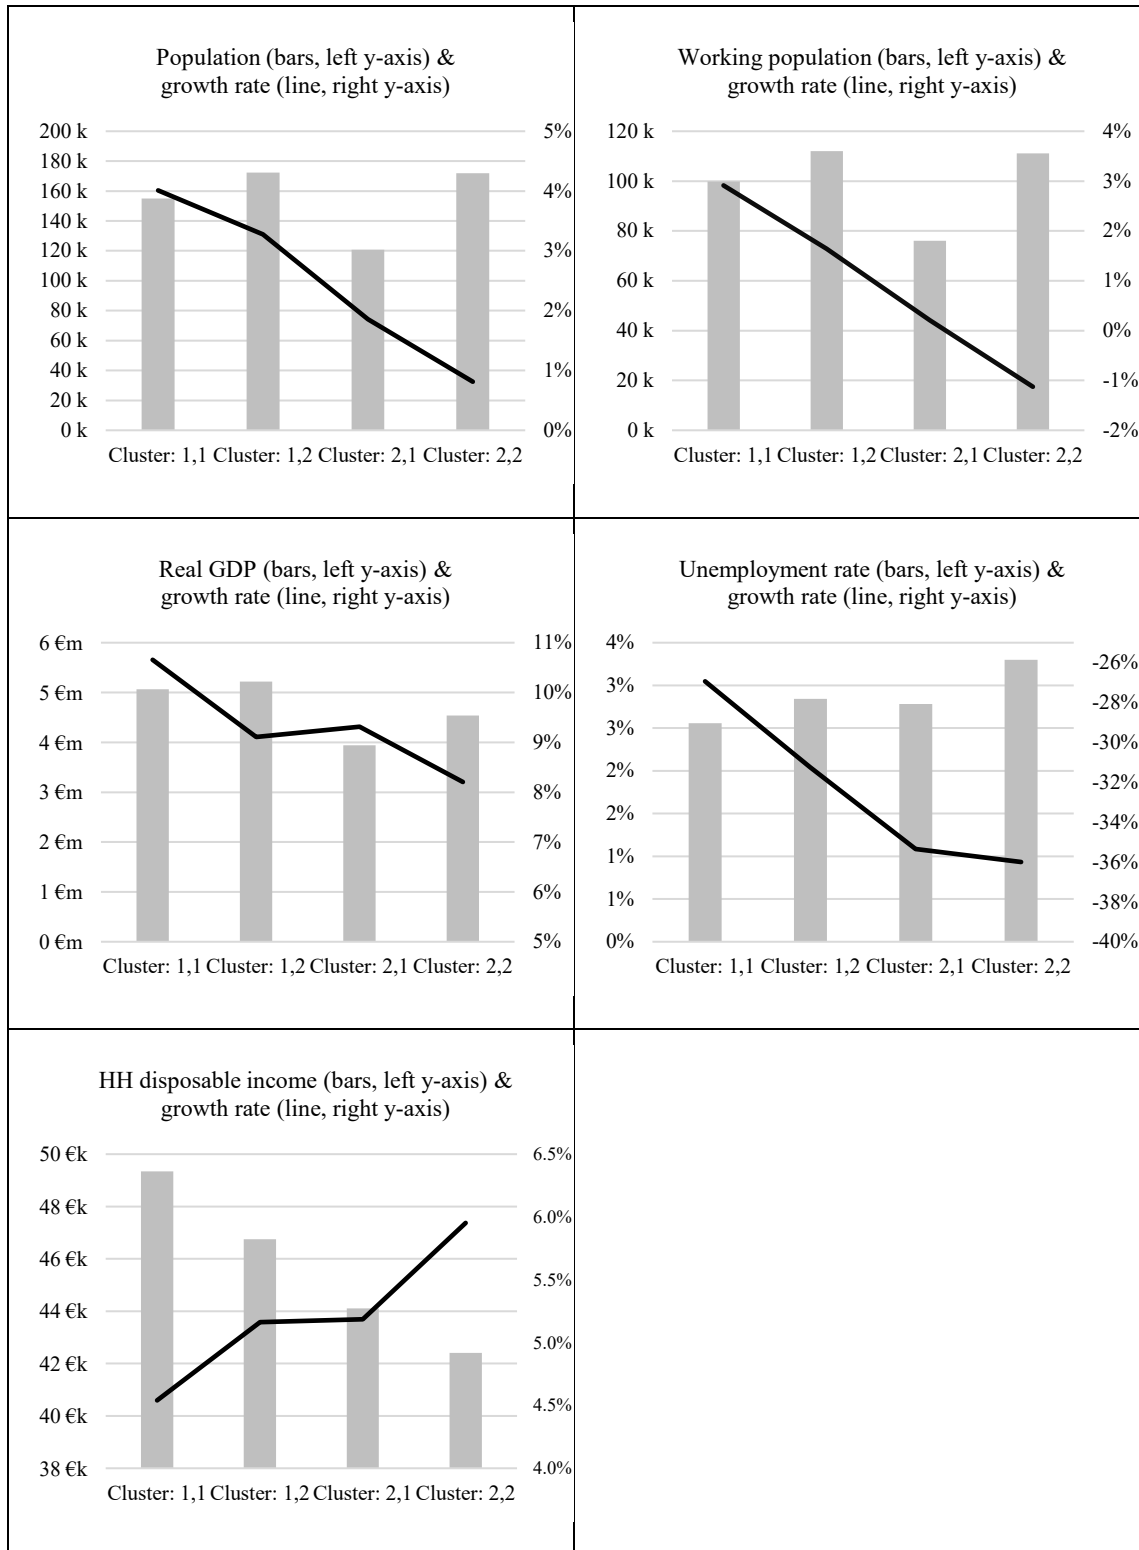 Population (bars, left y-axis) &
growth rate (line, right y-axis)
200 k
180 k
160 k
140 k
120 k
100 k
80 k
60 k
40 k
20 k
0 k
5%
4%
3%
2%
1%
0%
Cluster: 1,1 Cluster: 1,2 Cluster: 2,1 Cluster: 2,2
Working population (bars, left y-axis) &
growth rate (line, right y-axis)
120 k
100 k
80 k
60 k
40 k
20 k
0 k
4%
3%
2%
1%
0%
-1%
-2%
Cluster: 1,1 Cluster: 1,2 Cluster: 2,1 Cluster: 2,2
Real GDP (bars, left y-axis) &
growth rate (line, right y-axis)
6 €m
5 €m
4 €m
3 €m
2 €m
1 €m
0 €m
11%
10%
9%
8%
7%
6%
5%
Cluster: 1,1 Cluster: 1,2 Cluster: 2,1 Cluster: 2,2
Unemployment rate (bars, left y-axis) &
growth rate (line, right y-axis)
4%
3%
3%
2%
2%
1%
1%
0%
-26%
-28%
-30%
-32%
-34%
-36%
-38%
-40%
Cluster: 1,1 Cluster: 1,2 Cluster: 2,1 Cluster: 2,2
HH disposable income (bars, left y-axis) &
growth rate (line, right y-axis)
50 €k
48 €k
46 €k
44 €k
42 €k
40 €k
38 €k
6.5%
6.0%
5.5%
5.0%
4.5%
4.0%
Cluster: 1,1 Cluster: 1,2 Cluster: 2,1 Cluster: 2,2